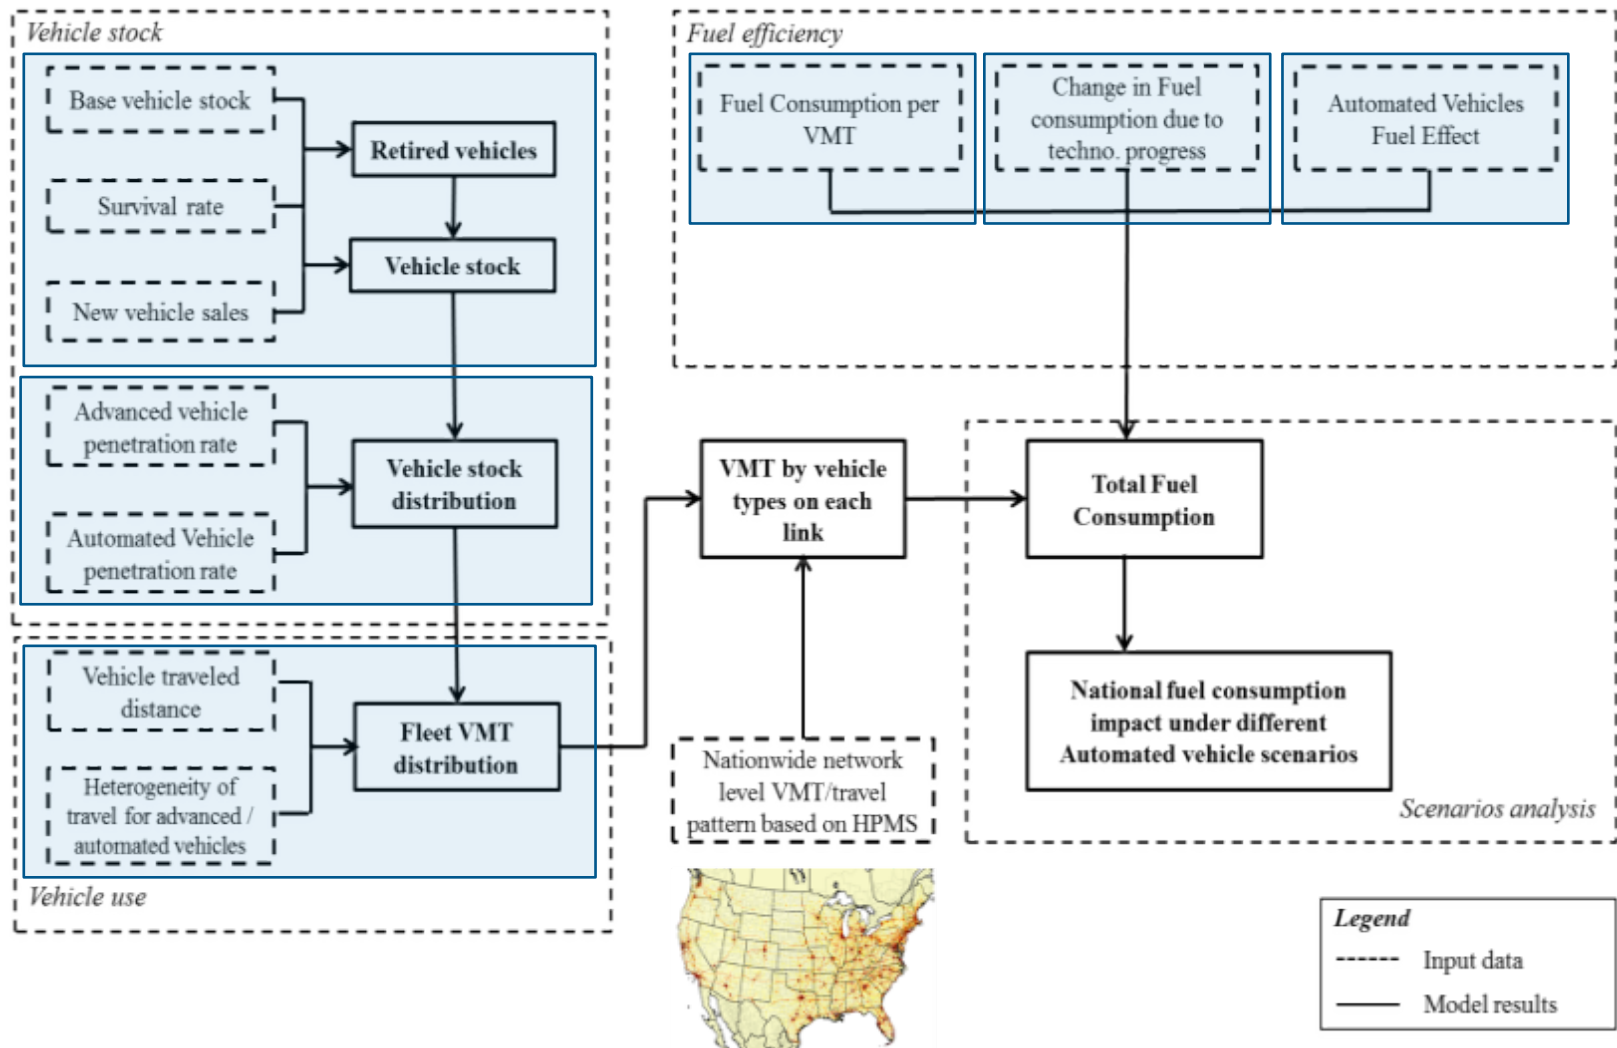 Vehicle stock
Base vehicle stock
Survival rate
New vehicle sales
Retired vehicles
Vehicle stock
Advanced vehicle
penetration rate
Automated Vehicle
penetration rate
Vehicle stock
distribution
Vehicle traveled
distance
Heterogeneity of
travel for advanced /
automated vehicles
Fleet VMT
distribution
Vehicle use
Fuel efficiency
Fuel Consumption per
VMT
Change in Fuel
consumption due to
techno. progress
Automated Vehicles
Fuel Effect
VMT by vehicle
types on each
link
Nationwide network
level VMT/travel
pattern based on HPMS
Total Fuel
Consumption
National fuel consumption
impact under different
Automated vehicle scenarios
Scenarios analysis
Legend
Input data
Model results